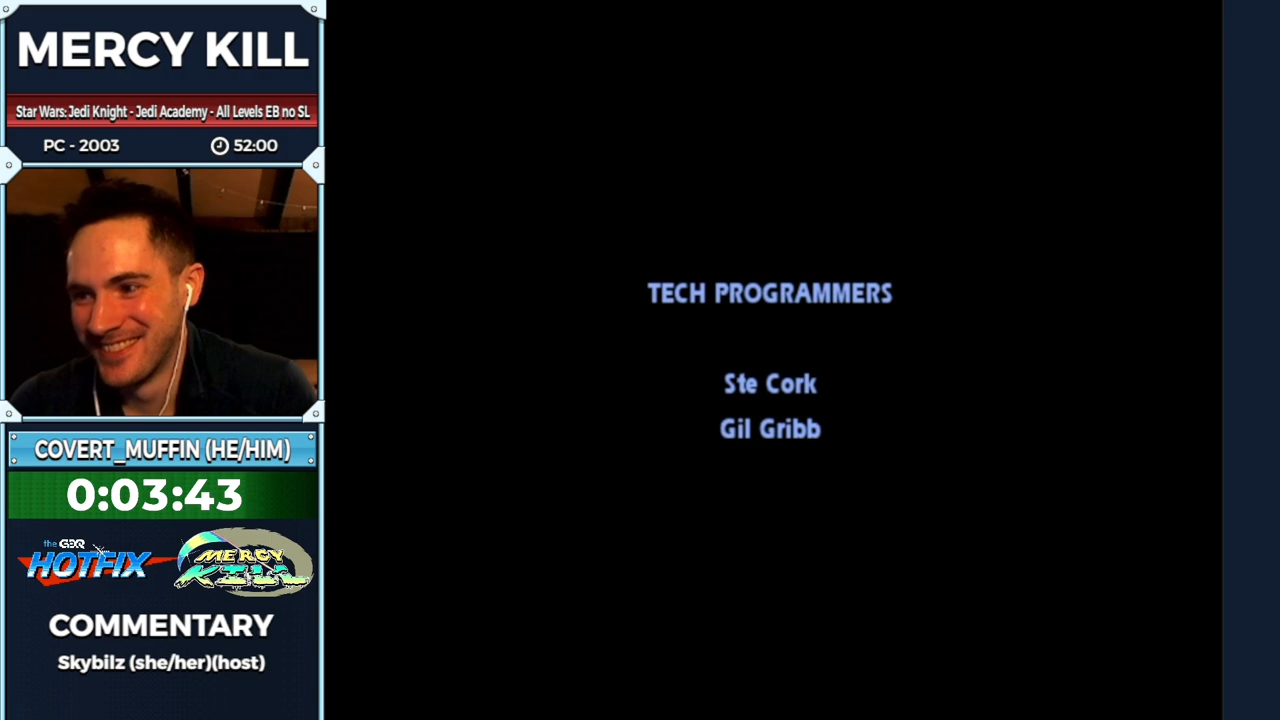 MERCY KILL
Star Wars: Jedi Knight - Jedi Academy - All Levels EB no SL
PC - 2003
52:00
TECH PROGRAMMERS
Ste Cork
Gil Gribb
COVERT_MUFFIN (HE/HIM)
0:03:43
the GDQ
HOTFIX
MERCY
KILL
COMMENTARY
Skybilz (she/her)(host)